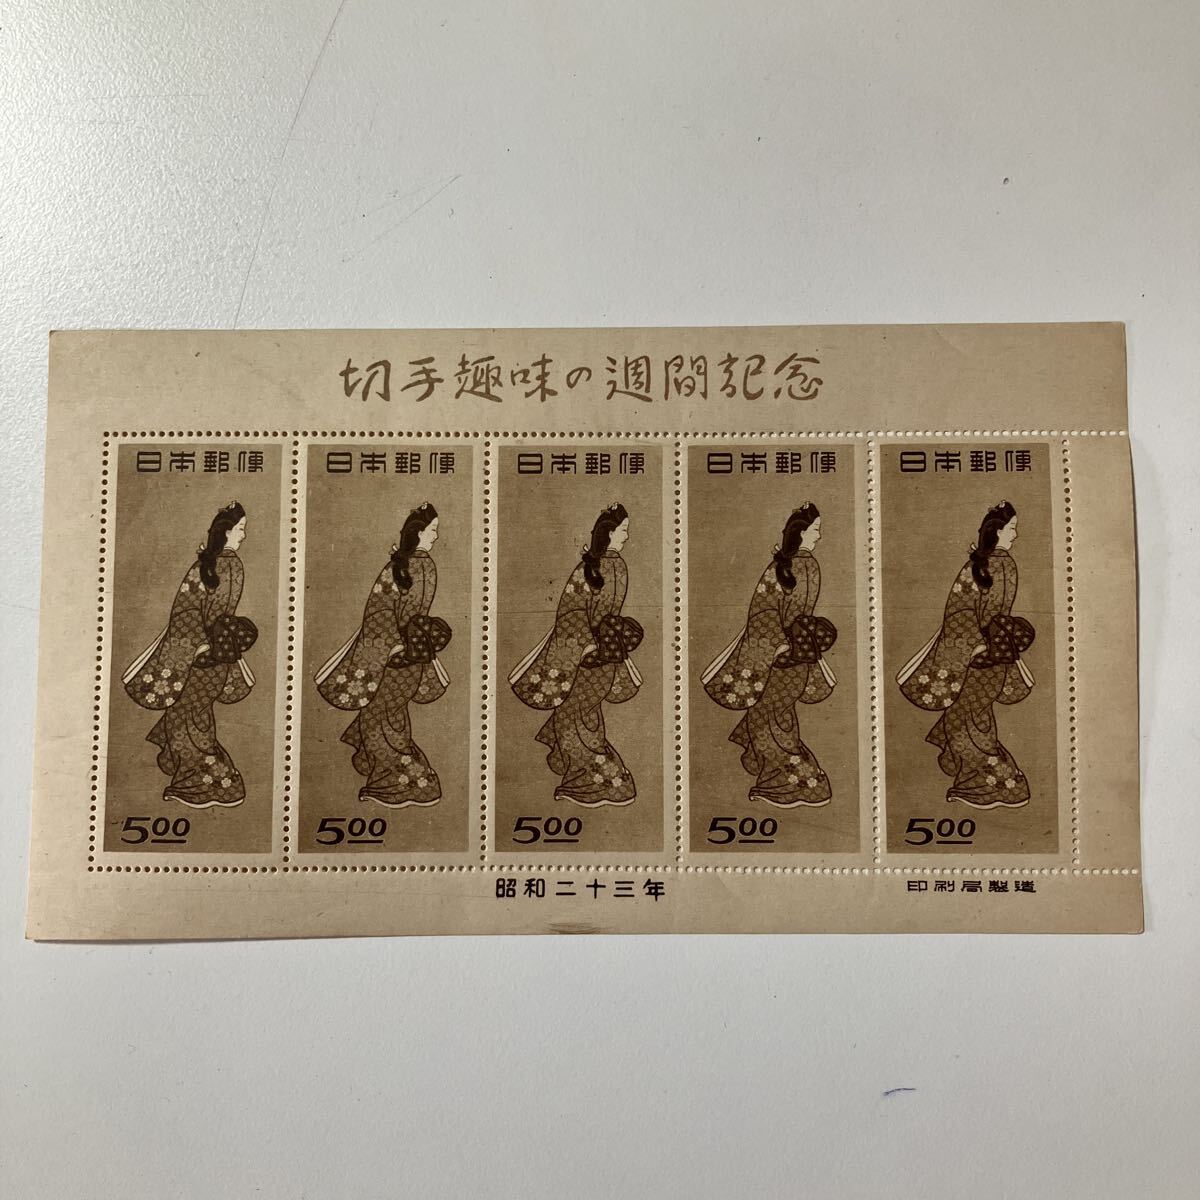 切手趣味の週間記念
日本郵便 日本郵便 日本郵便 日本郵便 日本郵便
5.00 5.00 5.00 5.00 5.00
昭和二十三年 印刷局製造